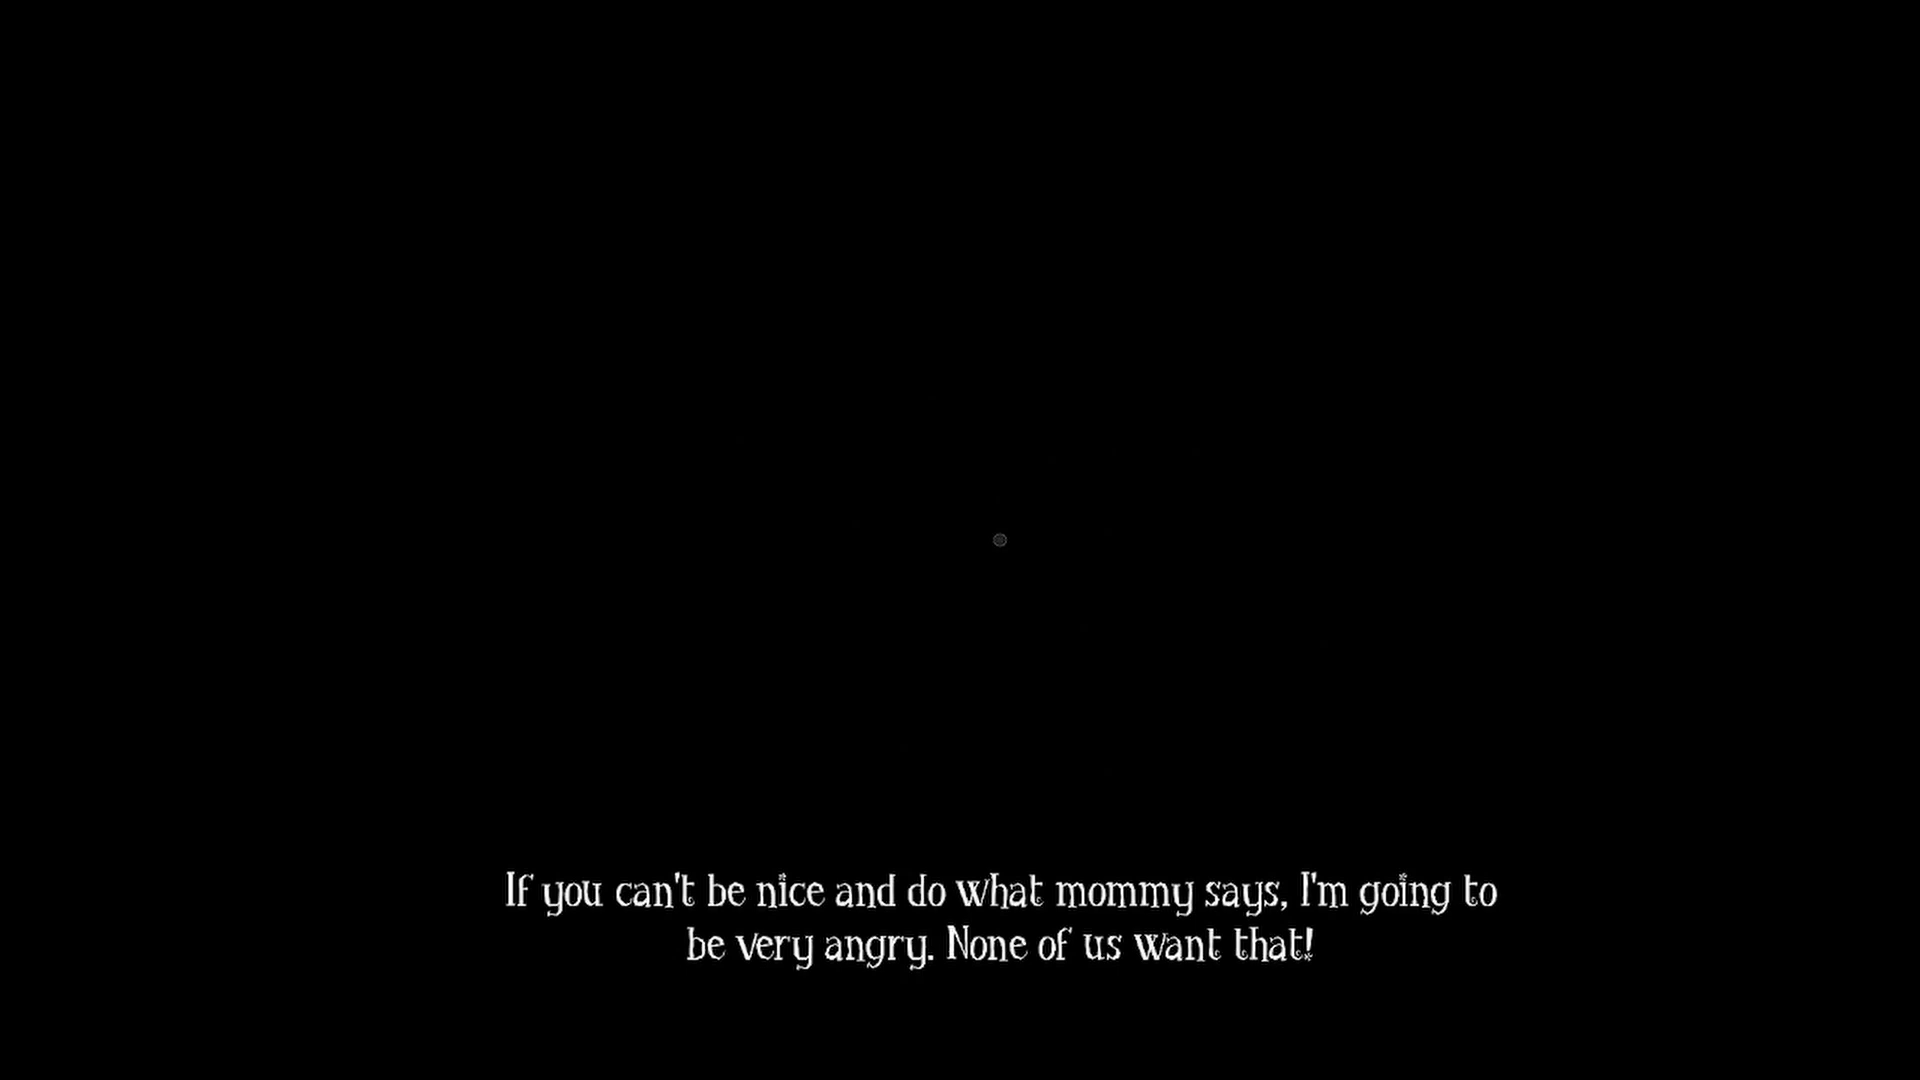 If you can't be nice and do what mommy says, I'm going to
be very angry. None of us want that!